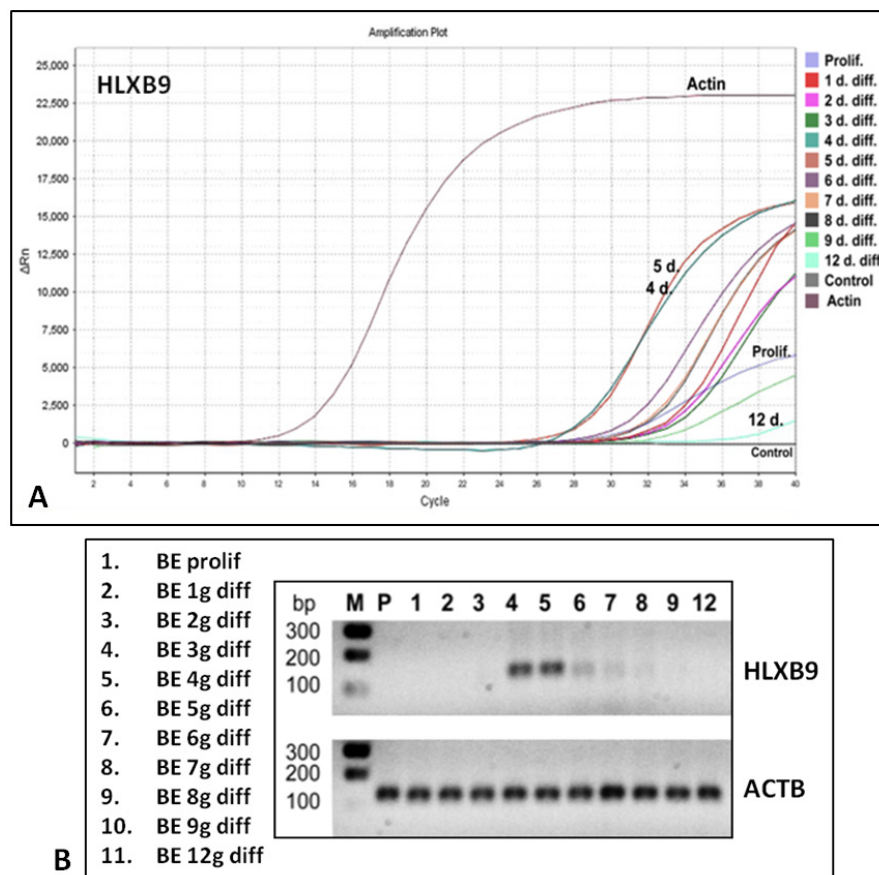 Amplification Plot
HLXB9
25,000
22,500
20,000
17,500
15,000
12,500
10,000
7,500
5,000
2,500
0
ΔRn
Actin
5 d.
4 d.
Prolif.
12 d.
Control
2 4 6 8 10 12 14 16 18 20 22 24 26 28 30 32 34 36 38 40
Cycle
Prolif.
1 d. diff.
2 d. diff.
3 d. diff.
4 d. diff.
5 d. diff.
6 d. diff.
7 d. diff.
8 d. diff.
9 d. diff.
12 d. diff
Control
Actin
A
1. BE prolif
2. BE 1g diff
3. BE 2g diff
4. BE 3g diff
5. BE 4g diff
6. BE 5g diff
7. BE 6g diff
8. BE 7g diff
9. BE 8g diff
10. BE 9g diff
11. BE 12g diff
bp M P 1 2 3 4 5 6 7 8 9 12
300
200
100
HLXB9
300
200
100
ACTB
B